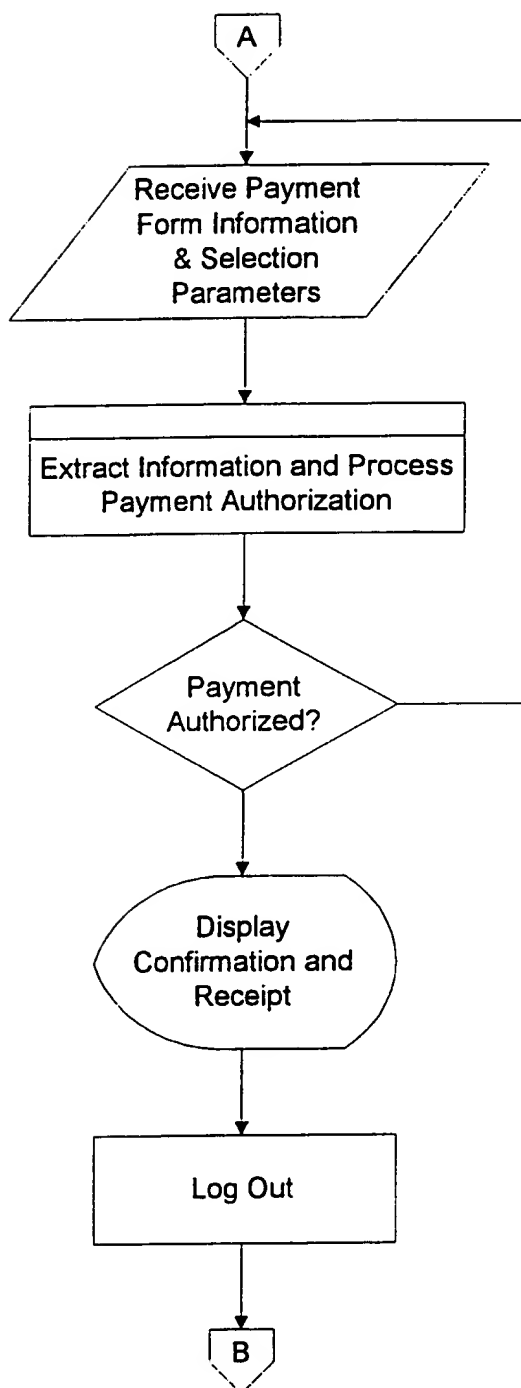 A
Receive Payment
Form Information
& Selection
Parameters
Extract Information and Process
Payment Authorization
Payment
Authorized?
Display
Confirmation and
Receipt
Log Out
B